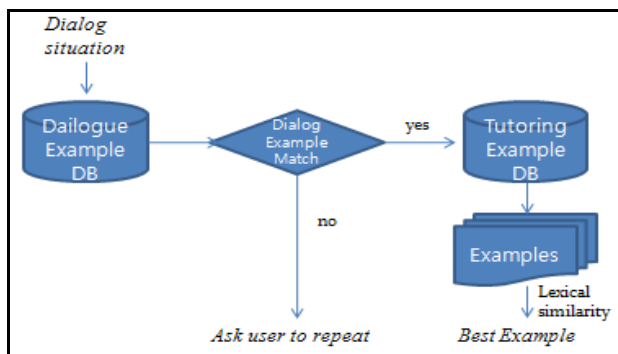 Dialog
situation
Dailogue
Example
DB
Dialog
Example
Match
yes
Tutoring
Example
DB
no
Examples
Lexical
similarity
Ask user to repeat
Best Example